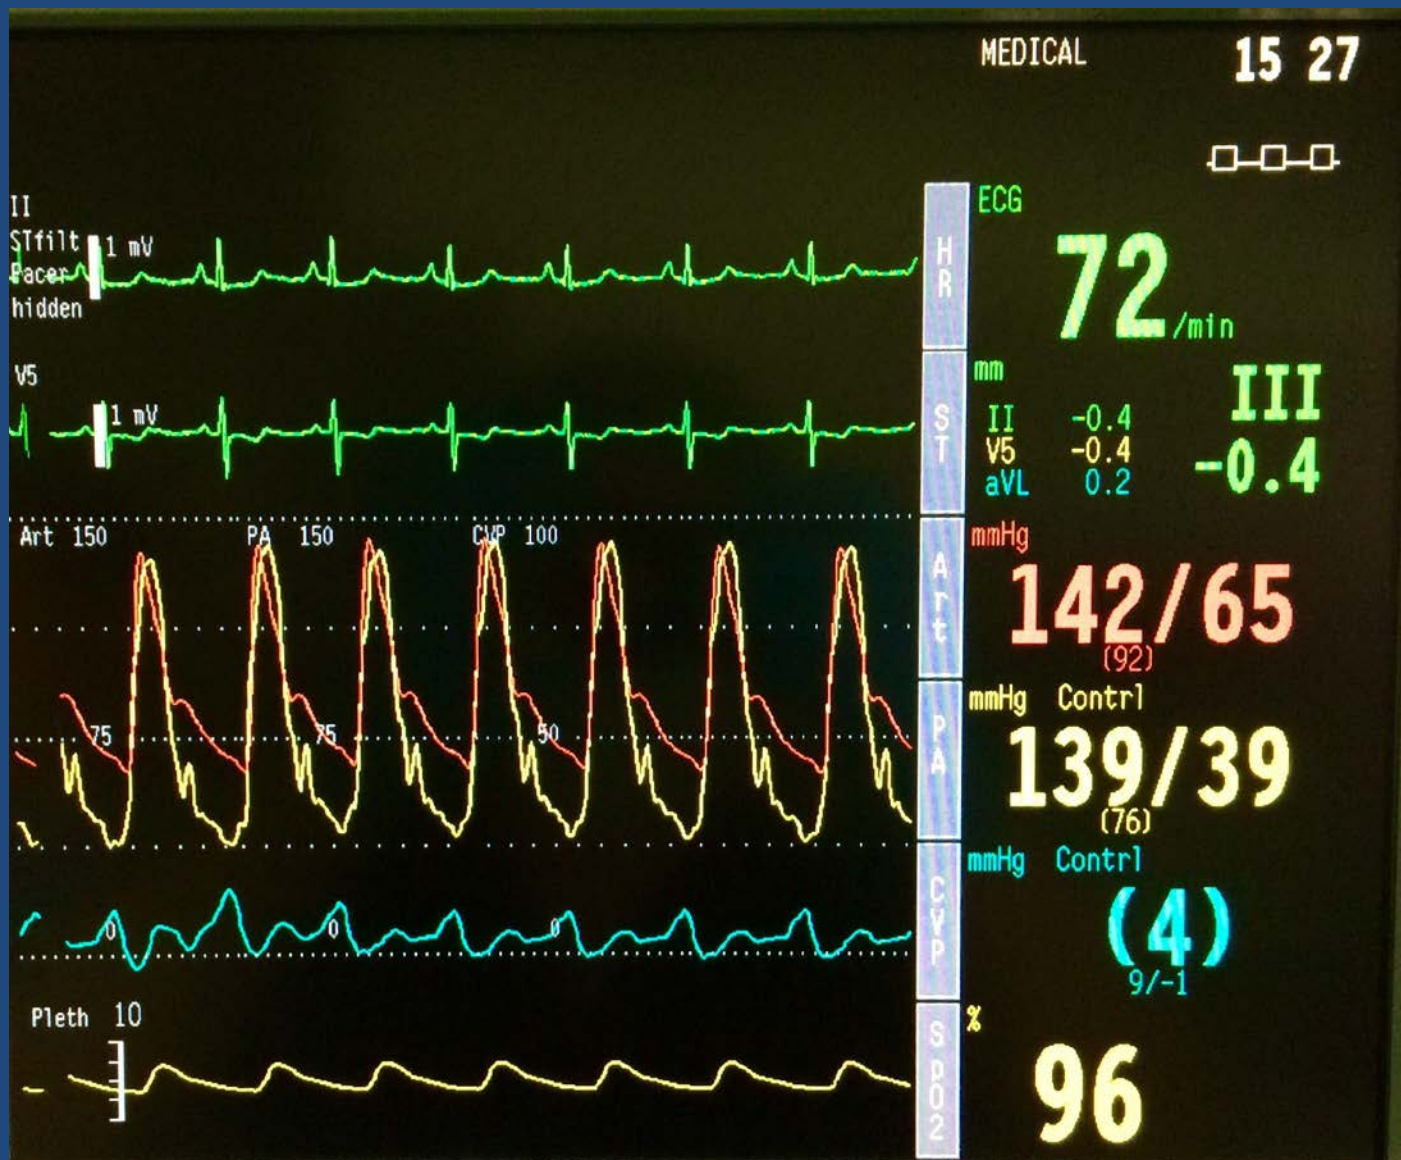 MEDICAL 15 27
II
STfilt
1 mV
Pacer
hidden
V5
1 mV
Art 150 PA 150 CVP 100
75 75 50
0 0 0
Pleth 10
HR
ECG
72/min
ST
mm
II -0.4
V5 -0.4
aVL 0.2
III
-0.4
Art
mmHg
142/65
(92)
PA
mmHg Contrl
139/39
(76)
CVP
mmHg Contrl
(4)
9/-1
SpO2
%
96